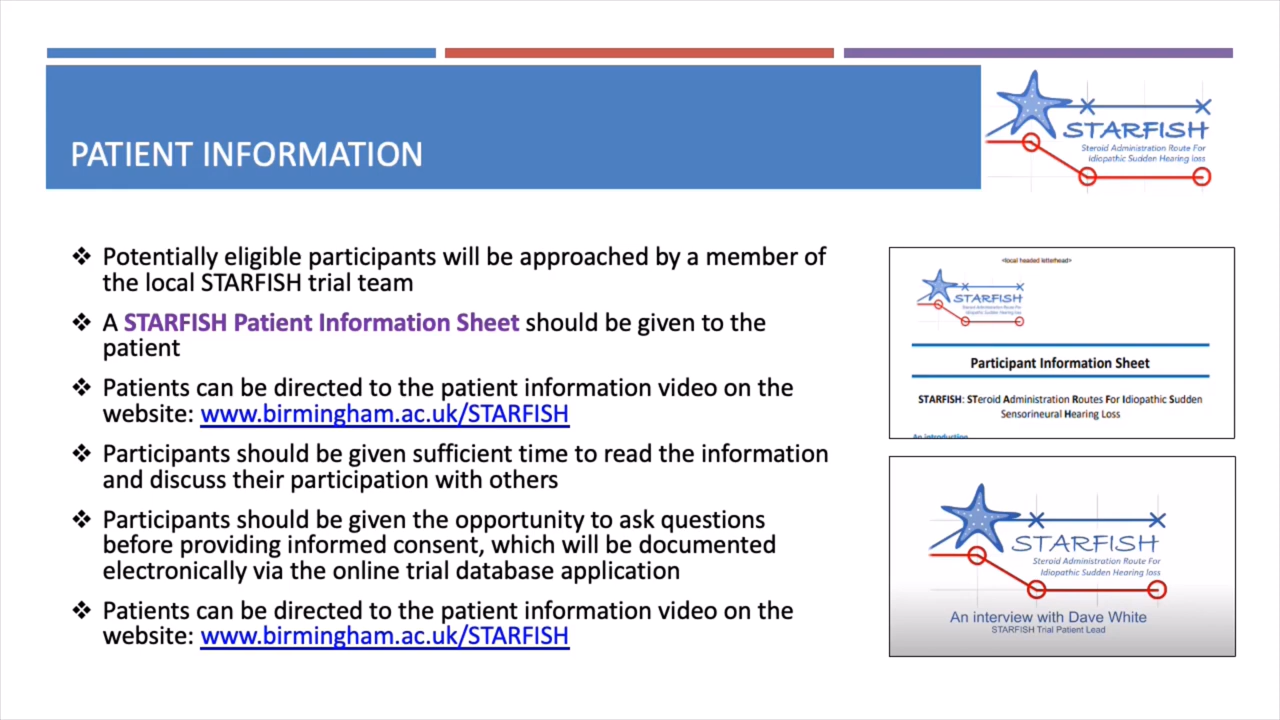 PATIENT INFORMATION
STARFISH
Steroid Administration Route For
Idiopathic Sudden Hearing loss
❖ Potentially eligible participants will be approached by a member of
the local STARFISH trial team
❖ A STARFISH Patient Information Sheet should be given to the
patient
❖ Patients can be directed to the patient information video on the
website: www.birmingham.ac.uk/STARFISH
❖ Participants should be given sufficient time to read the information
and discuss their participation with others
❖ Participants should be given the opportunity to ask questions
before providing informed consent, which will be documented
electronically via the online trial database application
❖ Patients can be directed to the patient information video on the
website: www.birmingham.ac.uk/STARFISH
<local headed letterhead>
STARFISH
Steroid Administration Route For
Idiopathic Sudden Hearing loss
Participant Information Sheet
STARFISH: STeroid Administration Routes For Idiopathic Sudden
Sensorineural Hearing Loss
An introduction
STARFISH
Steroid Administration Route For
Idiopathic Sudden Hearing loss
An interview with Dave White
STARFISH Trial Patient Lead